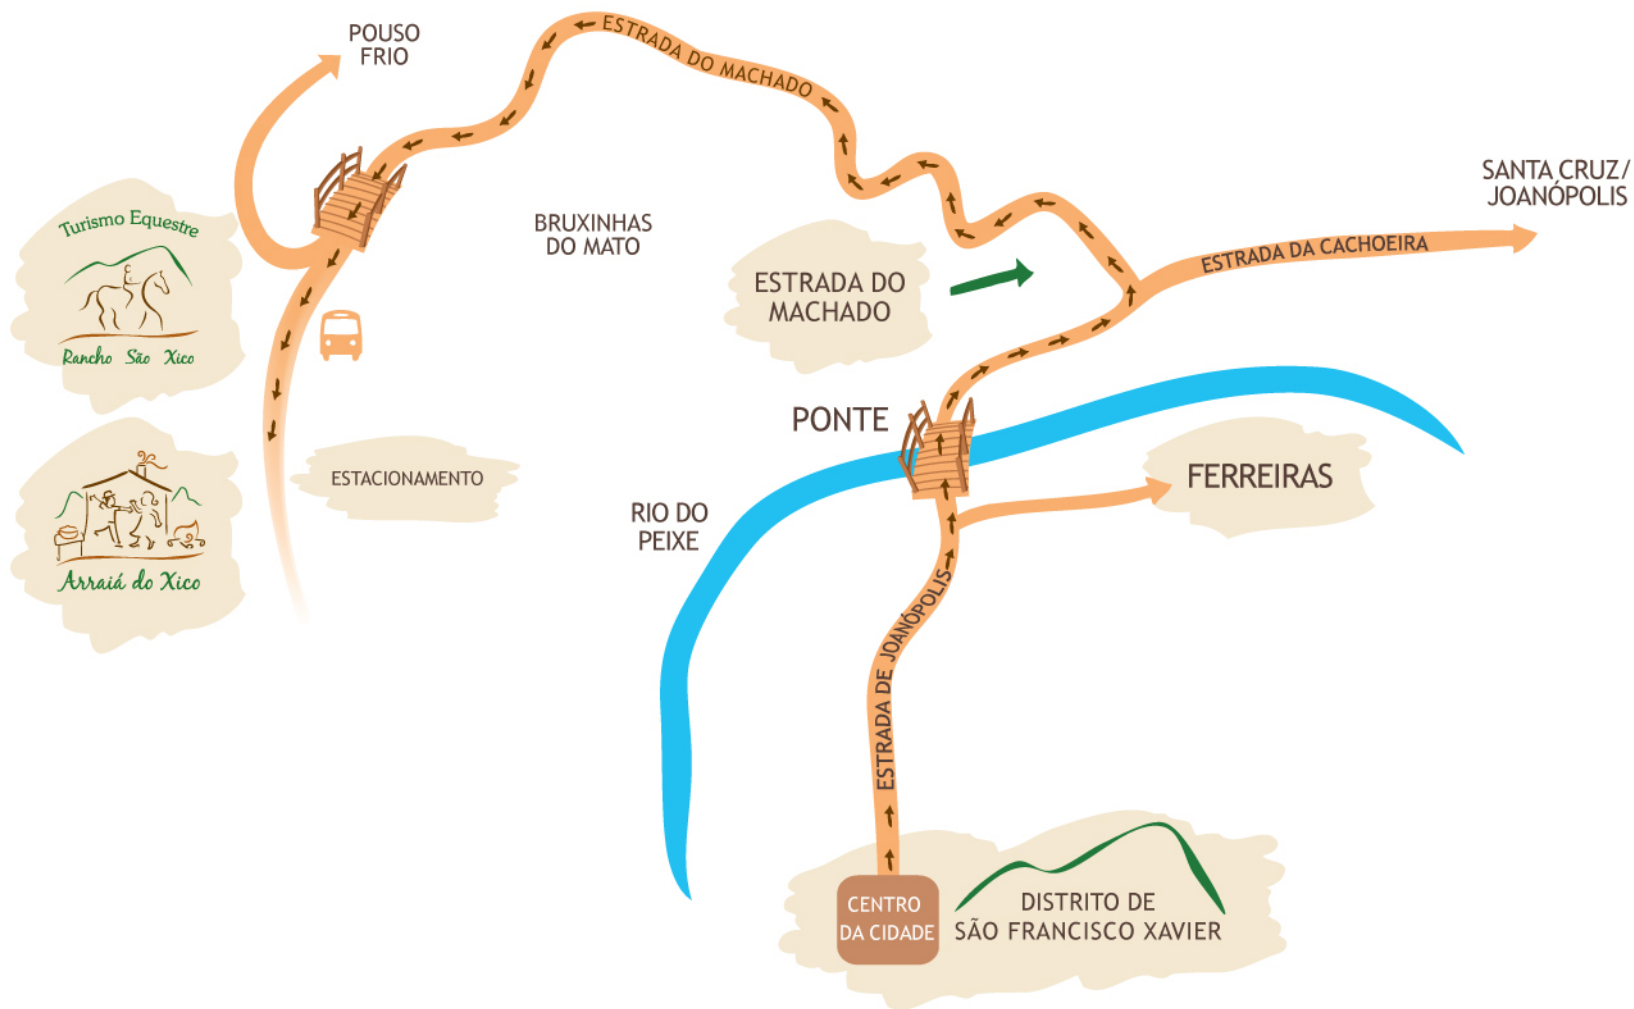 POUSO
FRIO
ESTRADA DO MACHADO
SANTA CRUZ/
JOANÓPOLIS
Turismo Equestre
BRUXINHAS
DO MATO
ESTRADA DA CACHOEIRA
ESTRADA DO
MACHADO
Rancho São Xico
PONTE
FERREIRAS
ESTACIONAMENTO
RIO DO
PEIXE
Arraiá do Xico
ESTRADA DE JOANÓPOLIS
CENTRO
DA CIDADE
DISTRITO DE
SÃO FRANCISCO XAVIER